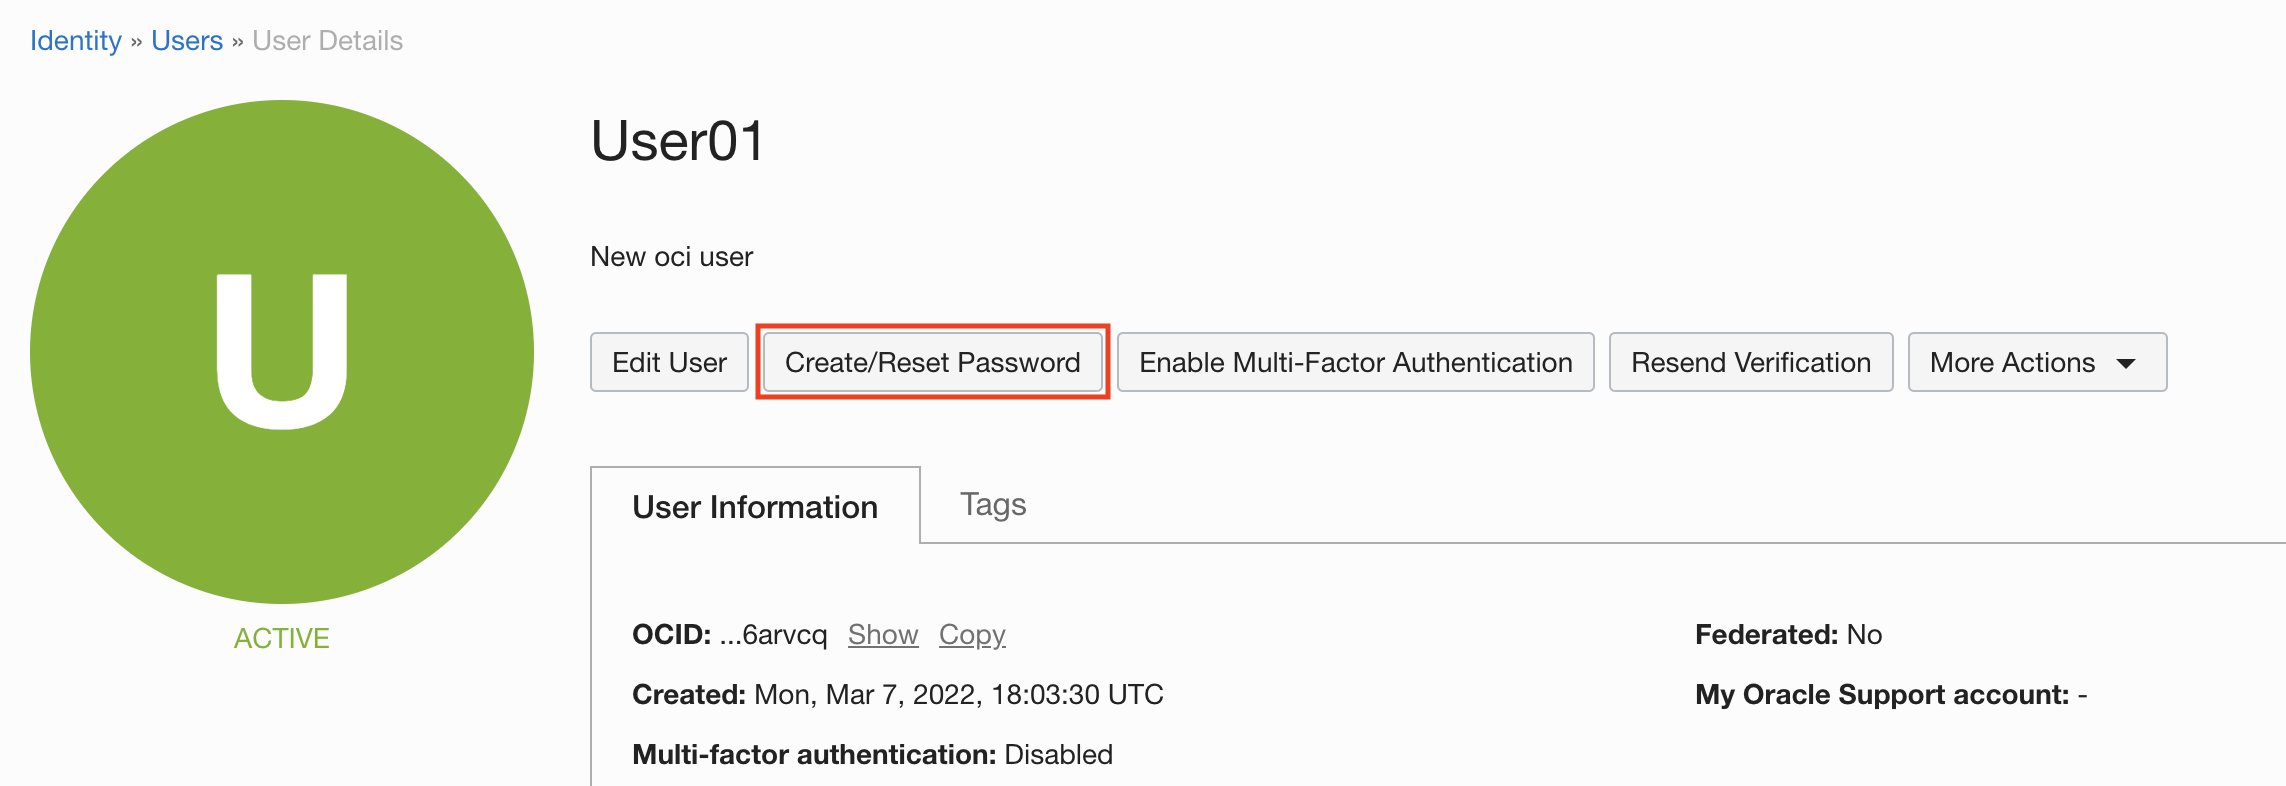 Identity » Users » User Details
User01
New oci user
Edit User Create/Reset Password Enable Multi-Factor Authentication Resend Verification More Actions
U
ACTIVE
User Information Tags
OCID: ...6arvcq Show Copy
Created: Mon, Mar 7, 2022, 18:03:30 UTC
Multi-factor authentication: Disabled
Federated: No
My Oracle Support account: -